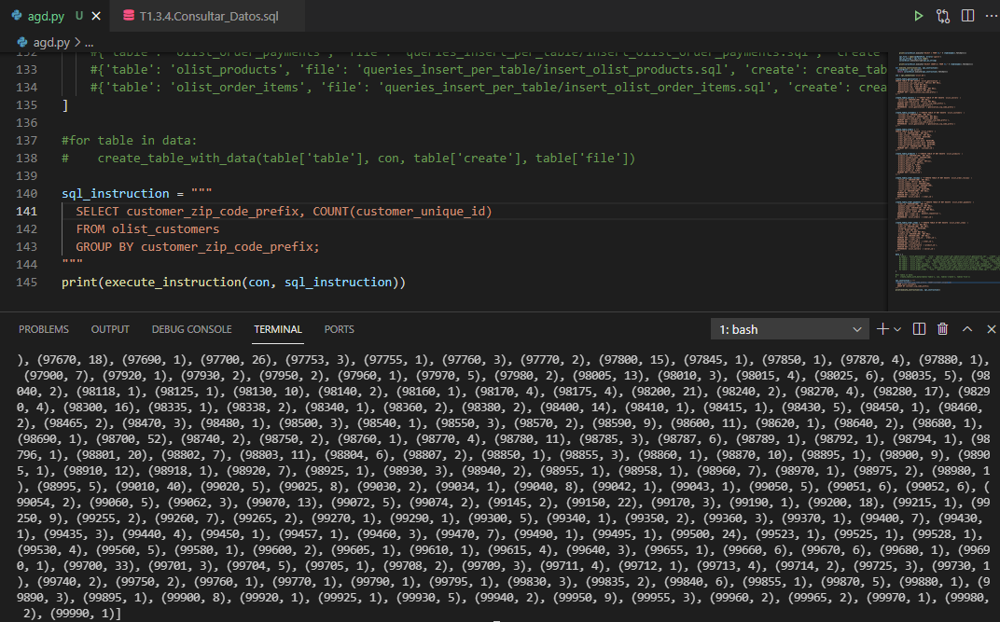 agd.py U
T1.3.4.Consultar_Datos.sql
agd.py > ...
132 #{'table': 'olist_order_payments', 'file': 'queries_insert_per_table/insert_olist_order_payments.sql', 'create
133 #{'table': 'olist_products', 'file': 'queries_insert_per_table/insert_olist_products.sql', 'create': create_tab
134 #{'table': 'olist_order_items', 'file': 'queries_insert_per_table/insert_olist_order_items.sql', 'create': crea
135 ]
136
137 #for table in data:
138 #    create_table_with_data(table['table'], con, table['create'], table['file'])
139
140 sql_instruction = """
141   SELECT customer_zip_code_prefix, COUNT(customer_unique_id)
142   FROM olist_customers
143   GROUP BY customer_zip_code_prefix;
144 """
145 print(execute_instruction(con, sql_instruction))
PROBLEMS OUTPUT DEBUG CONSOLE TERMINAL PORTS 1: bash
), (97670, 18), (97690, 1), (97700, 26), (97753, 3), (97755, 1), (97760, 3), (97770, 2), (97800, 15), (97845, 1), (97850, 1), (97870, 4), (97880, 1),
(97900, 7), (97920, 1), (97930, 2), (97950, 2), (97960, 1), (97970, 5), (97980, 2), (98005, 13), (98010, 3), (98015, 4), (98025, 6), (98035, 5), (98
040, 2), (98118, 1), (98125, 1), (98130, 10), (98140, 2), (98160, 1), (98170, 4), (98175, 4), (98200, 21), (98240, 2), (98270, 4), (98280, 17), (9829
0, 4), (98300, 16), (98335, 1), (98338, 2), (98340, 1), (98360, 2), (98380, 2), (98400, 14), (98410, 1), (98415, 1), (98430, 5), (98450, 1), (98460,
2), (98465, 2), (98470, 3), (98480, 1), (98500, 3), (98540, 1), (98550, 3), (98570, 2), (98590, 9), (98600, 11), (98620, 1), (98640, 2), (98680, 1),
(98690, 1), (98700, 52), (98740, 2), (98750, 2), (98760, 1), (98770, 4), (98780, 11), (98785, 3), (98787, 6), (98789, 1), (98792, 1), (98794, 1), (98
796, 1), (98801, 20), (98802, 7), (98803, 11), (98804, 6), (98807, 2), (98850, 1), (98855, 3), (98860, 1), (98870, 10), (98895, 1), (98900, 9), (9890
5, 1), (98910, 12), (98918, 1), (98920, 7), (98925, 1), (98930, 3), (98940, 2), (98955, 1), (98958, 1), (98960, 7), (98970, 1), (98975, 2), (98980, 1
), (98995, 5), (99010, 40), (99020, 5), (99025, 8), (99030, 2), (99034, 1), (99040, 8), (99042, 1), (99043, 1), (99050, 5), (99051, 6), (99052, 6), (
99054, 2), (99060, 5), (99062, 3), (99070, 13), (99072, 5), (99074, 2), (99145, 2), (99150, 22), (99170, 3), (99190, 1), (99200, 18), (99215, 1), (99
250, 9), (99255, 2), (99260, 7), (99265, 2), (99270, 1), (99290, 1), (99300, 5), (99340, 1), (99350, 2), (99360, 3), (99370, 1), (99400, 7), (99430,
1), (99435, 3), (99440, 4), (99450, 1), (99457, 1), (99460, 3), (99470, 7), (99490, 1), (99495, 1), (99500, 24), (99523, 1), (99525, 1), (99528, 1),
(99530, 4), (99560, 5), (99580, 1), (99600, 2), (99605, 1), (99610, 1), (99615, 4), (99640, 3), (99655, 1), (99660, 6), (99670, 6), (99680, 1), (9969
0, 1), (99700, 33), (99701, 3), (99704, 5), (99705, 1), (99708, 2), (99709, 3), (99711, 4), (99712, 1), (99713, 4), (99714, 2), (99725, 3), (99730, 1
), (99740, 2), (99750, 2), (99760, 1), (99770, 1), (99790, 1), (99795, 1), (99830, 3), (99835, 2), (99840, 6), (99855, 1), (99870, 5), (99880, 1), (9
9890, 3), (99895, 1), (99900, 8), (99920, 1), (99925, 1), (99930, 5), (99940, 2), (99950, 9), (99955, 3), (99960, 2), (99965, 2), (99970, 1), (99980,
2), (99990, 1)]